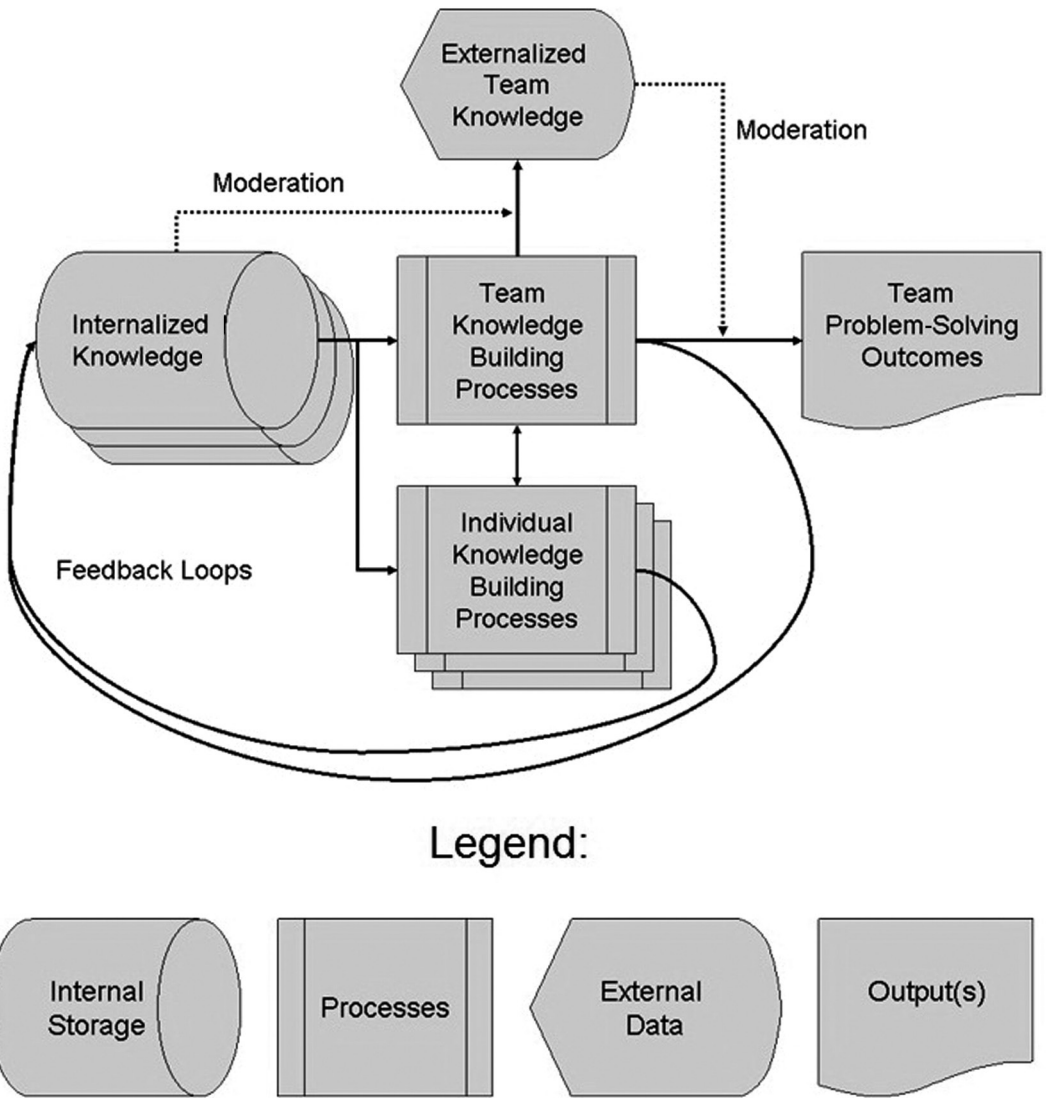 Externalized
Team
Knowledge
Moderation
Moderation
Internalized
Knowledge
Team
Knowledge
Building
Processes
Team
Problem-Solving
Outcomes
Individual
Knowledge
Building
Processes
Feedback Loops
Legend:
Internal
Storage
Processes
External
Data
Output(s)